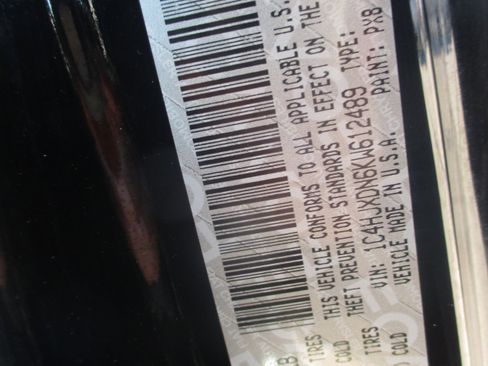 LB
TIRES THIS VEHICLE CONFORMS TO ALL APPLICABLE U.S.
COLD THEFT PREVENTION STANDARDS IN EFFECT ON THE
TIRES VIN: 1C4HJXDN6KW612489 TYPE:
COLD VEHICLE MADE IN U.S.A. PAINT: PX8